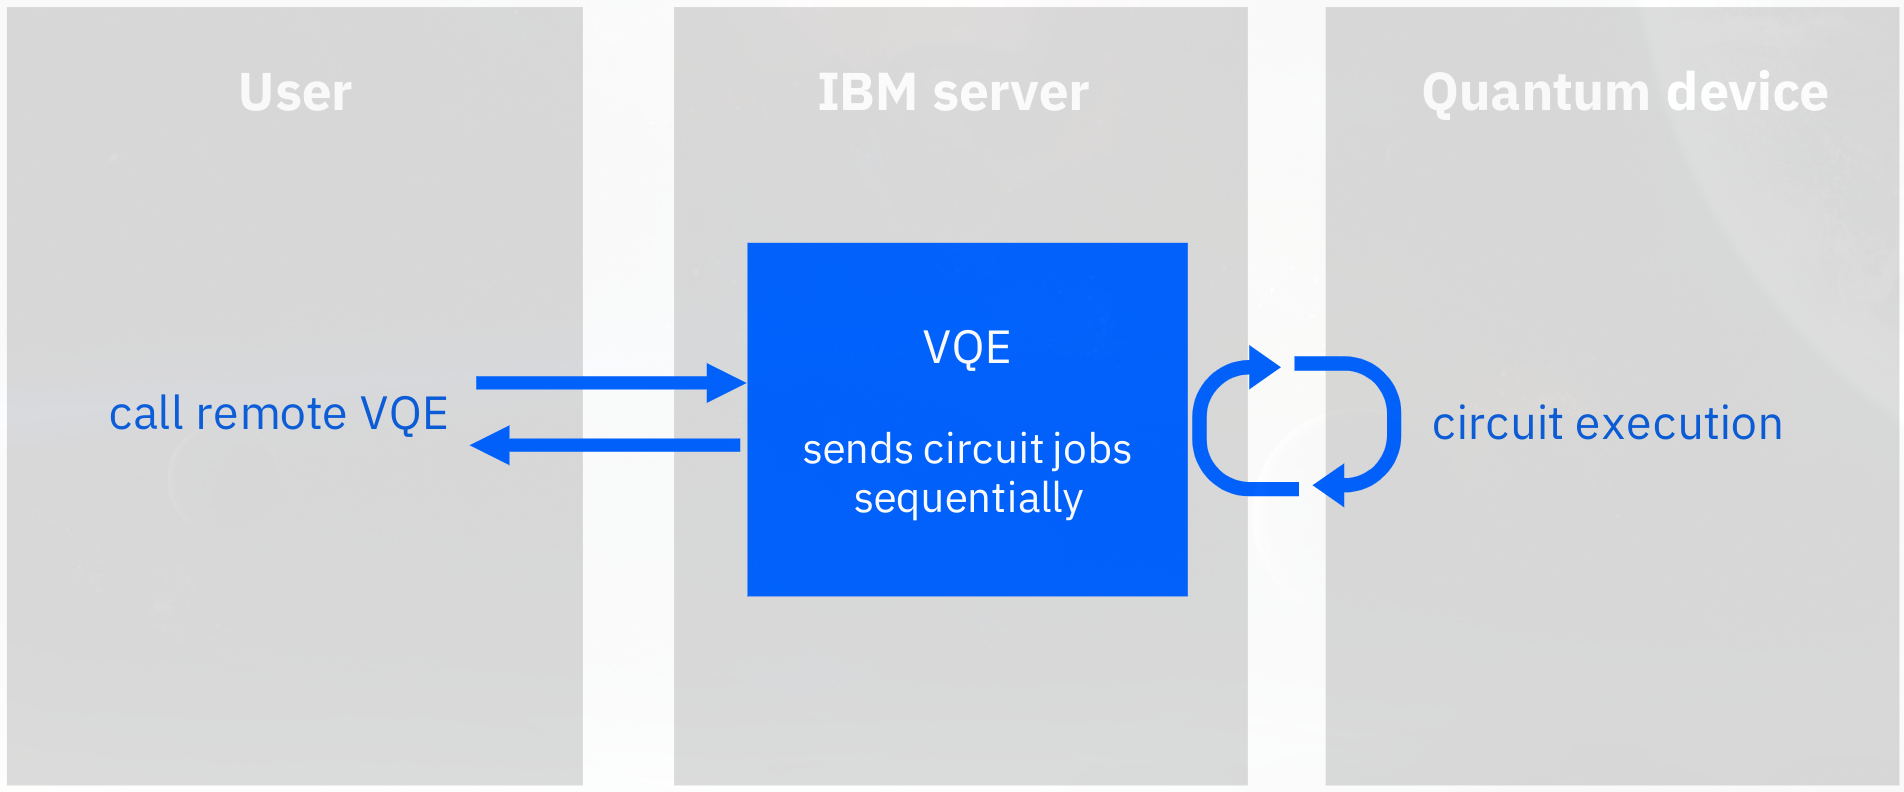 User
IBM server
Quantum device
call remote VQE
VQE
sends circuit jobs
sequentially
circuit execution